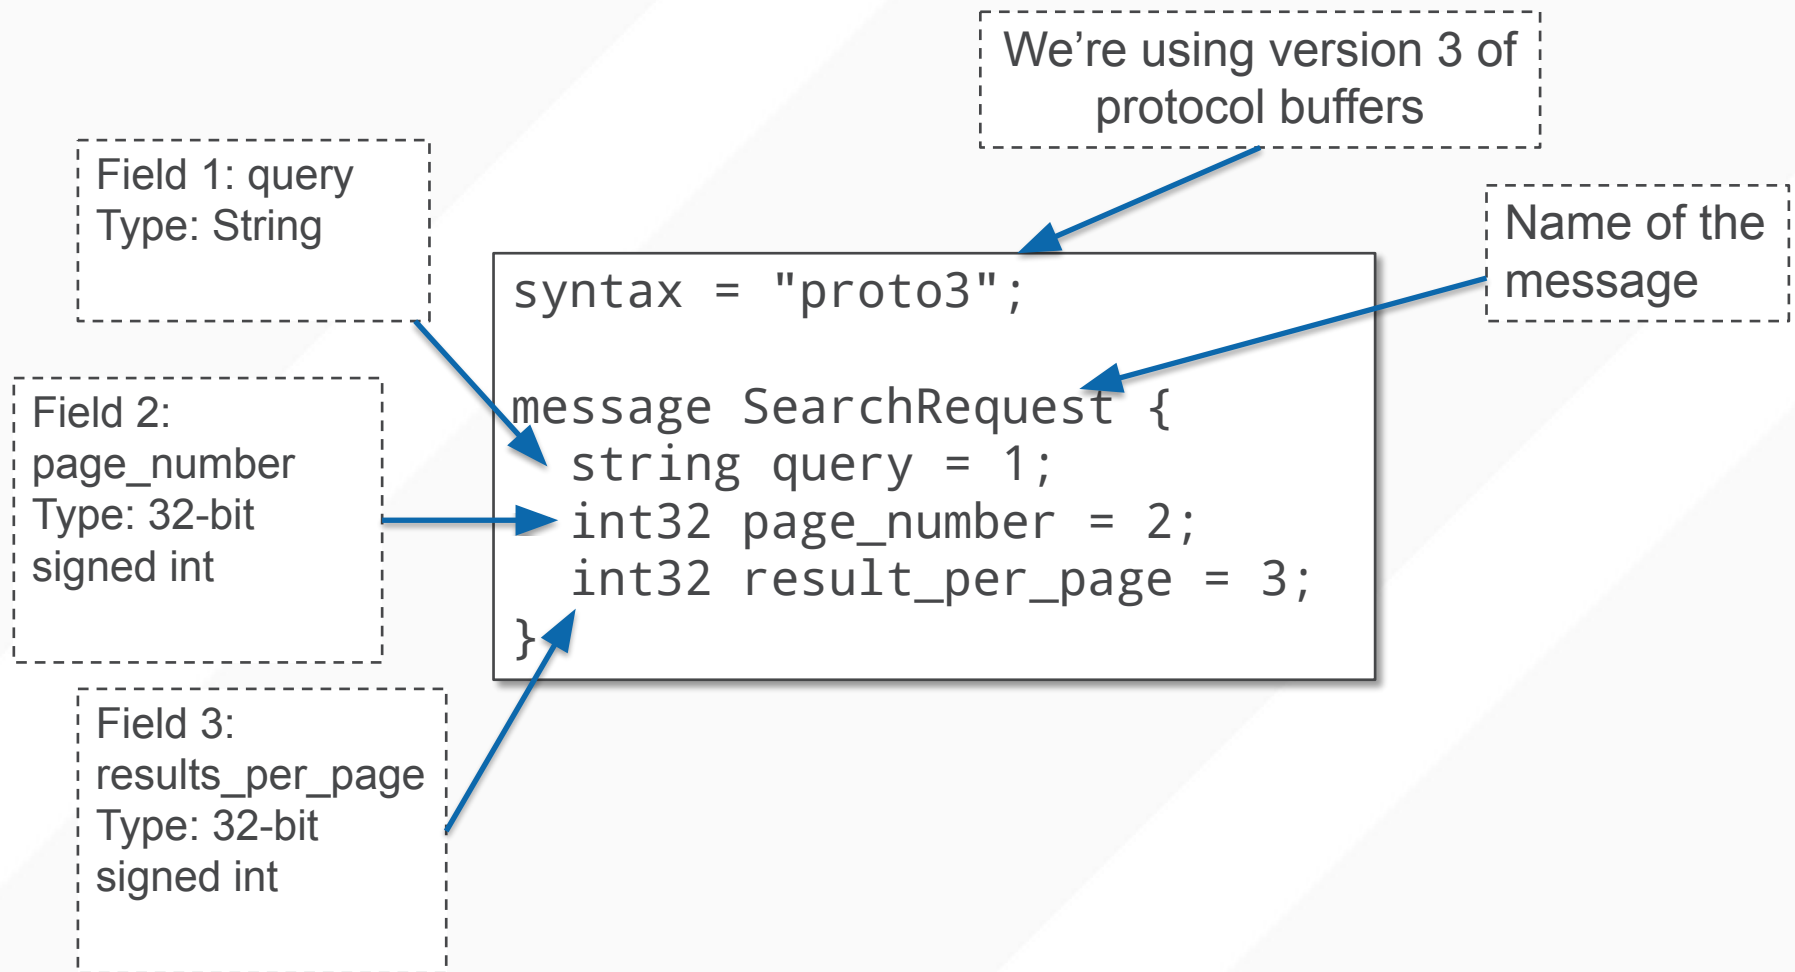 We’re using version 3 of
protocol buffers
Field 1: query
Type: String
Name of the
message
syntax = "proto3";
message SearchRequest {
  string query = 1;
  int32 page_number = 2;
  int32 result_per_page = 3;
}
Field 2:
page_number
Type: 32-bit
signed int
Field 3:
results_per_page
Type: 32-bit
signed int